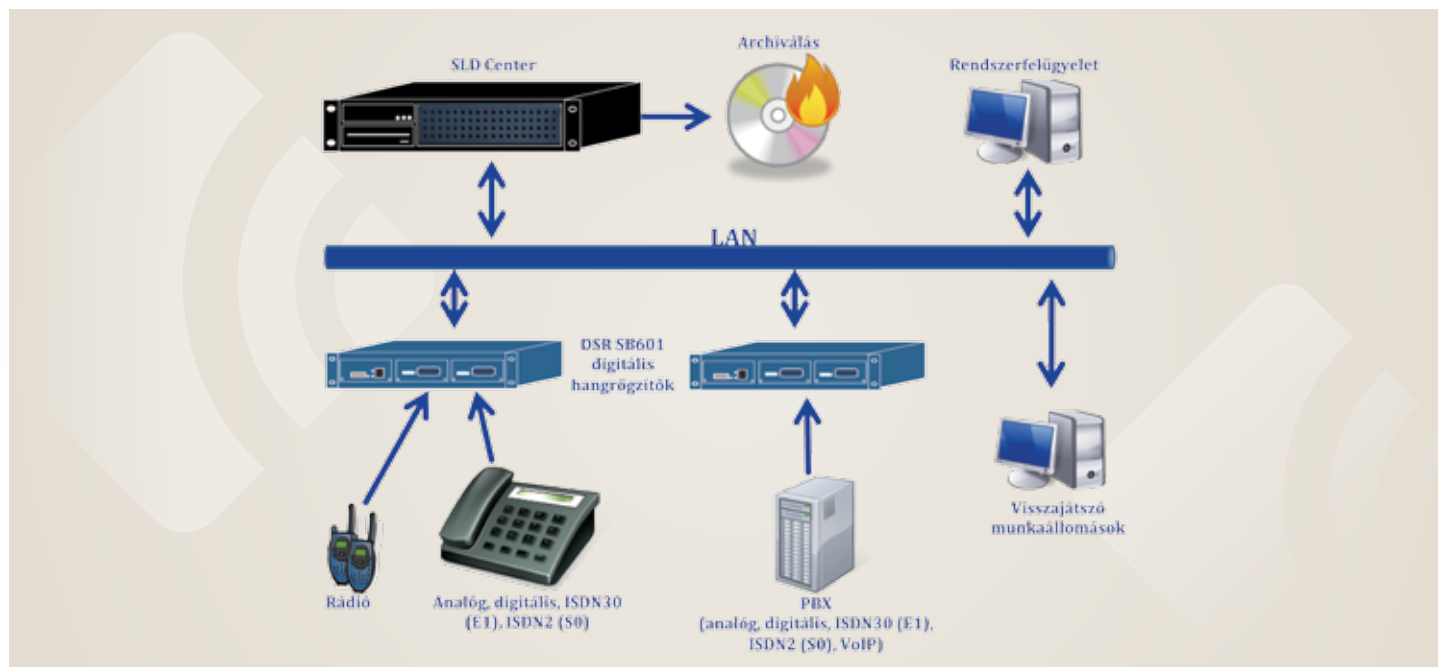 Archiválás
SLD Center
Rendszerfelügyelet
LAN
DSR SB601
digitális
hangrögzítők
Visszajátszó
munkaállomások
Rádió
Analóg, digitális, ISDN30
(E1), ISDN2 (S0)
PBX
(analóg, digitális, ISDN30 (E1),
ISDN2 (S0), VoIP)